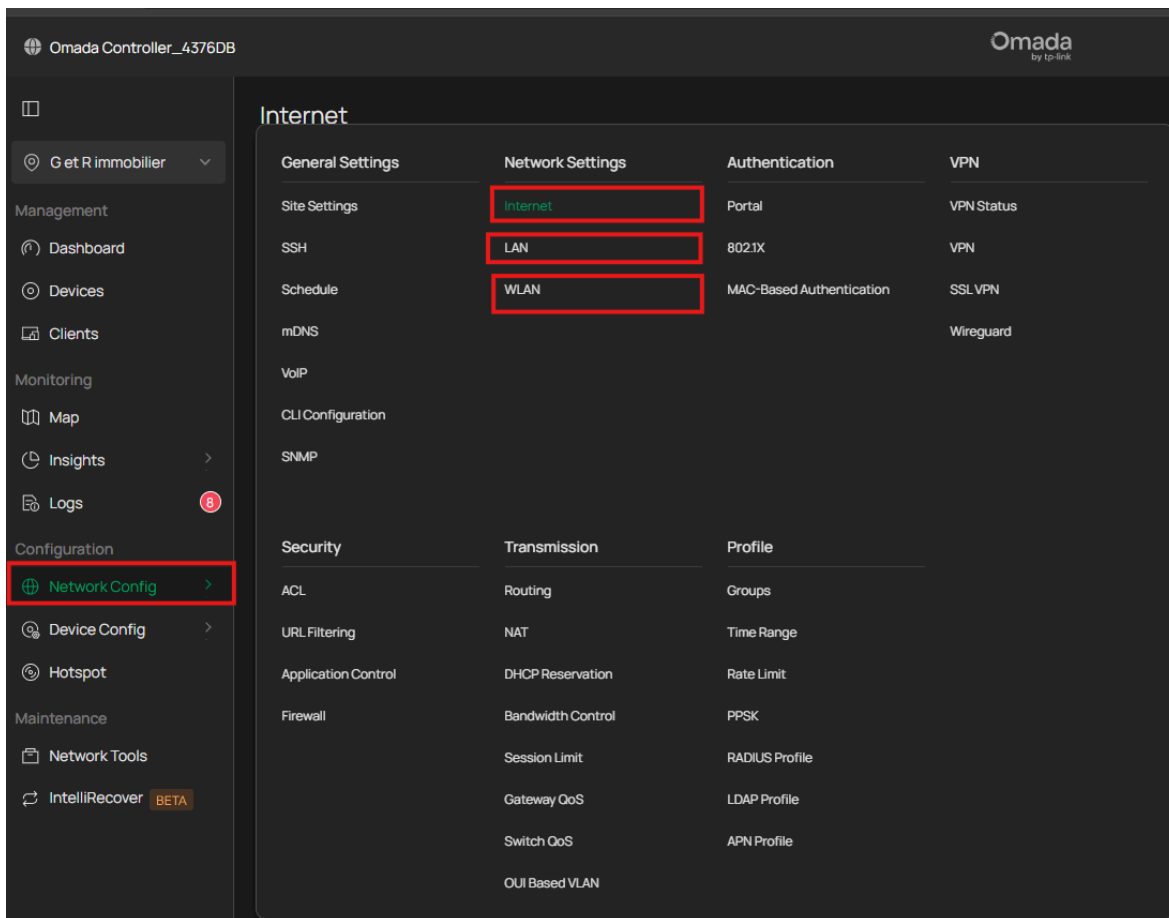 Omada Controller_4376DB
Omada
by tp-link
G et R immobilier
Management
Dashboard
Devices
Clients
Monitoring
Map
Insights
Logs
8
Configuration
Network Config
Device Config
Hotspot
Maintenance
Network Tools
IntelliRecover BETA
Internet
General Settings
Site Settings
SSH
Schedule
mDNS
VoIP
CLI Configuration
SNMP
Network Settings
Internet
LAN
WLAN
Authentication
Portal
802.1X
MAC-Based Authentication
VPN
VPN Status
VPN
SSL VPN
Wireguard
Security
ACL
URL Filtering
Application Control
Firewall
Transmission
Routing
NAT
DHCP Reservation
Bandwidth Control
Session Limit
Gateway QoS
Switch QoS
OUI Based VLAN
Profile
Groups
Time Range
Rate Limit
PPSK
RADIUS Profile
LDAP Profile
APN Profile